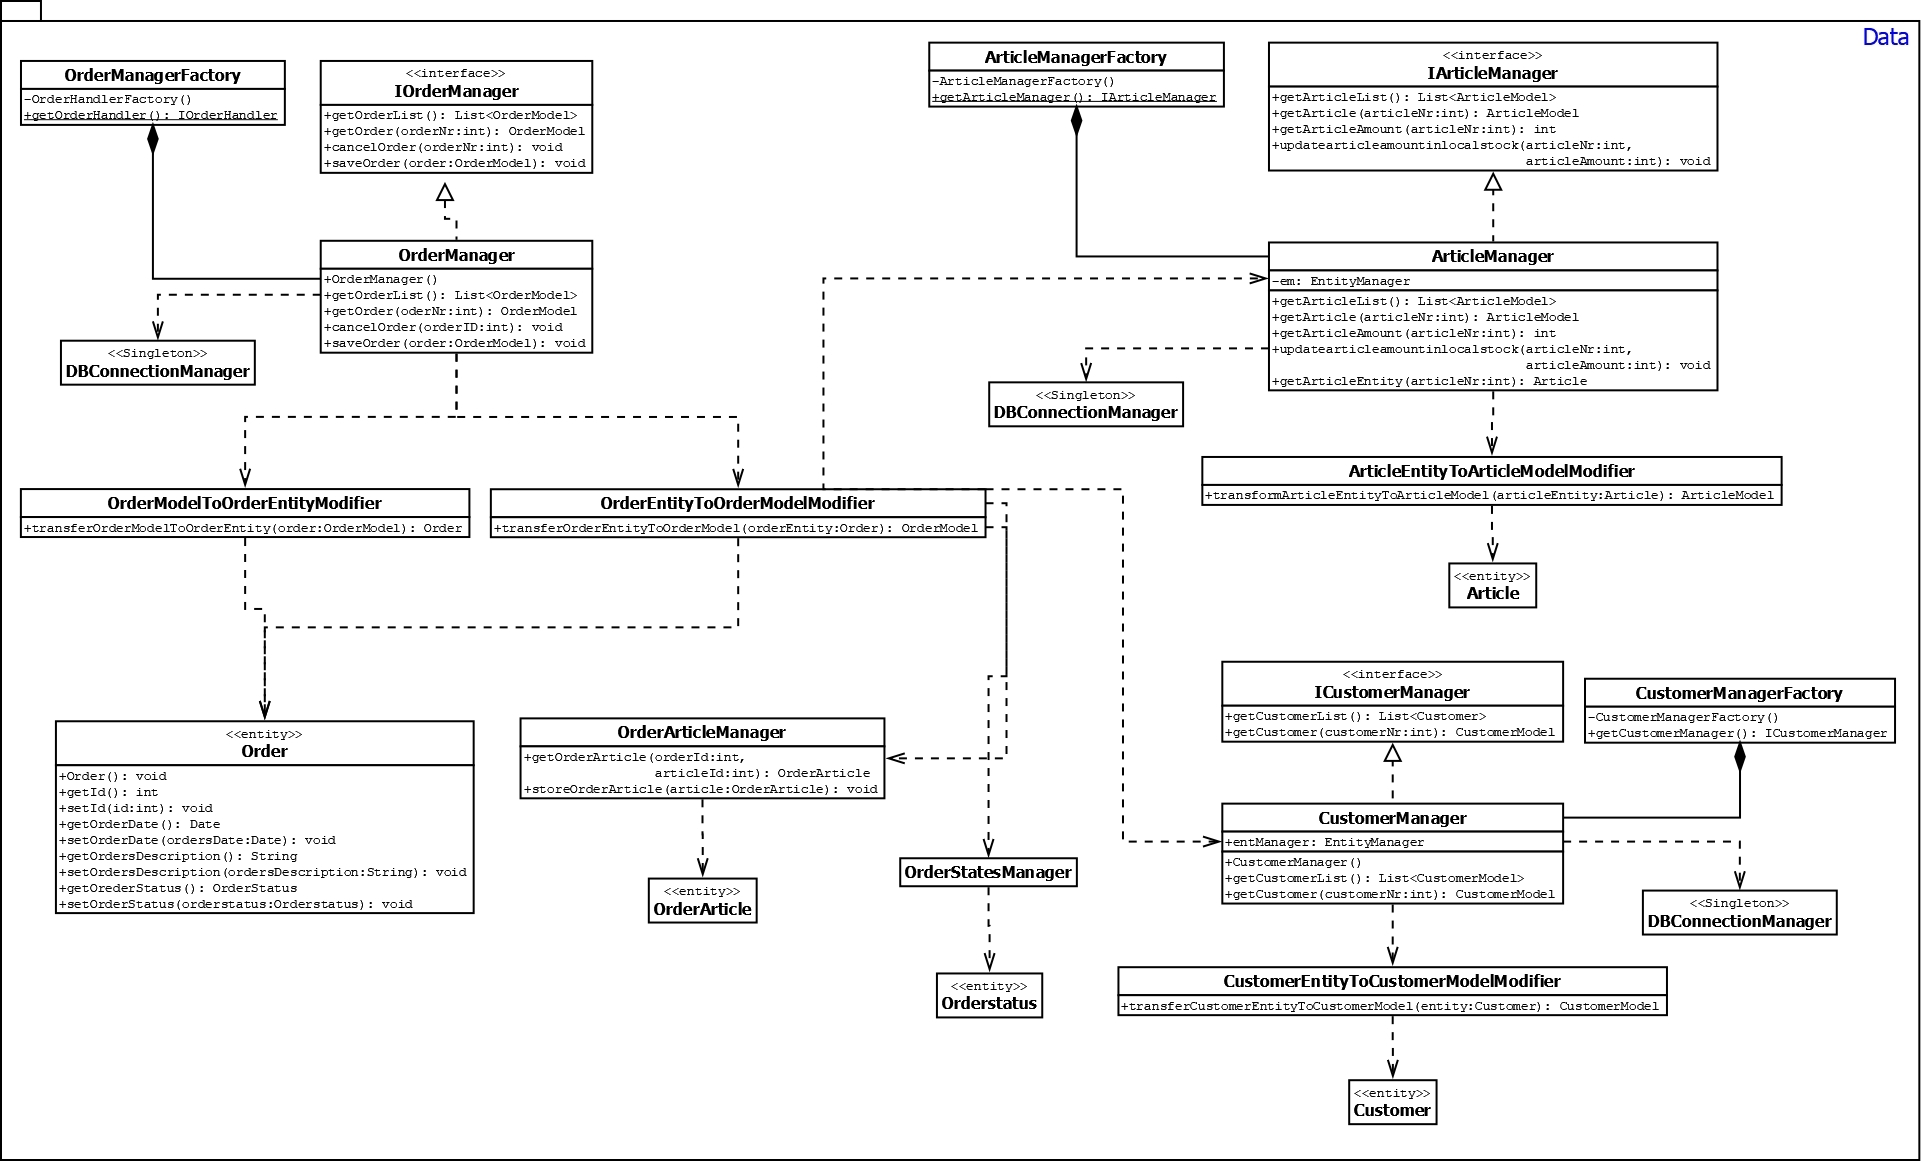 Data
OrderManagerFactory
-OrderHandlerFactory()
+getOrderHandler(): IOrderHandler
<<interface>>
IOrderManager
+getOrderList(): List<OrderModel>
+getOrder(orderNr:int): OrderModel
+cancelOrder(orderNr:int): void
+saveOrder(order:OrderModel): void
ArticleManagerFactory
-ArticleManagerFactory()
+getArticleManager(): IArticleManager
<<interface>>
IArticleManager
+getArticleList(): List<ArticleModel>
+getArticle(articleNr:int): ArticleModel
+getArticleAmount(articleNr:int): int
+updatearticleamountinlocalstock(articleNr:int,
articleAmount:int): void
OrderManager
+OrderManager()
+getOrderList(): List<OrderModel>
+getOrder(oderNr:int): OrderModel
+cancelOrder(orderID:int): void
+saveOrder(order:OrderModel): void
<<Singleton>>
DBConnectionManager
ArticleManager
-em: EntityManager
+getArticleList(): List<ArticleModel>
+getArticle(articleNr:int): ArticleModel
+getArticleAmount(articleNr:int): int
+updatearticleamountinlocalstock(articleNr:int,
articleAmount:int): void
+getArticleEntity(articleNr:int): Article
<<Singleton>>
DBConnectionManager
OrderModelToOrderEntityModifier
+transferOrderModelToOrderEntity(order:OrderModel): Order
OrderEntityToOrderModelModifier
+transferOrderEntityToOrderModel(orderEntity:Order): OrderModel
ArticleEntityToArticleModelModifier
+transformArticleEntityToArticleModel(articleEntity:Article): ArticleModel
<<entity>>
Article
<<interface>>
ICustomerManager
+getCustomerList(): List<Customer>
+getCustomer(customerNr:int): CustomerModel
CustomerManagerFactory
-CustomerManagerFactory()
+getCustomerManager(): ICustomerManager
<<entity>>
Order
+Order(): void
+getId(): int
+setId(id:int): void
+getOrderDate(): Date
+setOrderDate(ordersDate:Date): void
+getOrdersDescription(): String
+setOrdersDescription(ordersDescription:String): void
+getOrederStatus(): OrderStatus
+setOrderStatus(orderstatus:Orderstatus): void
OrderArticleManager
+getOrderArticle(orderId:int,
articleId:int): OrderArticle
+storeOrderArticle(article:OrderArticle): void
<<entity>>
OrderArticle
OrderStatesManager
<<entity>>
Orderstatus
CustomerManager
+entManager: EntityManager
+CustomerManager()
+getCustomerList(): List<CustomerModel>
+getCustomer(customerNr:int): CustomerModel
<<Singleton>>
DBConnectionManager
CustomerEntityToCustomerModelModifier
+transferCustomerEntityToCustomerModel(entity:Customer): CustomerModel
<<entity>>
Customer